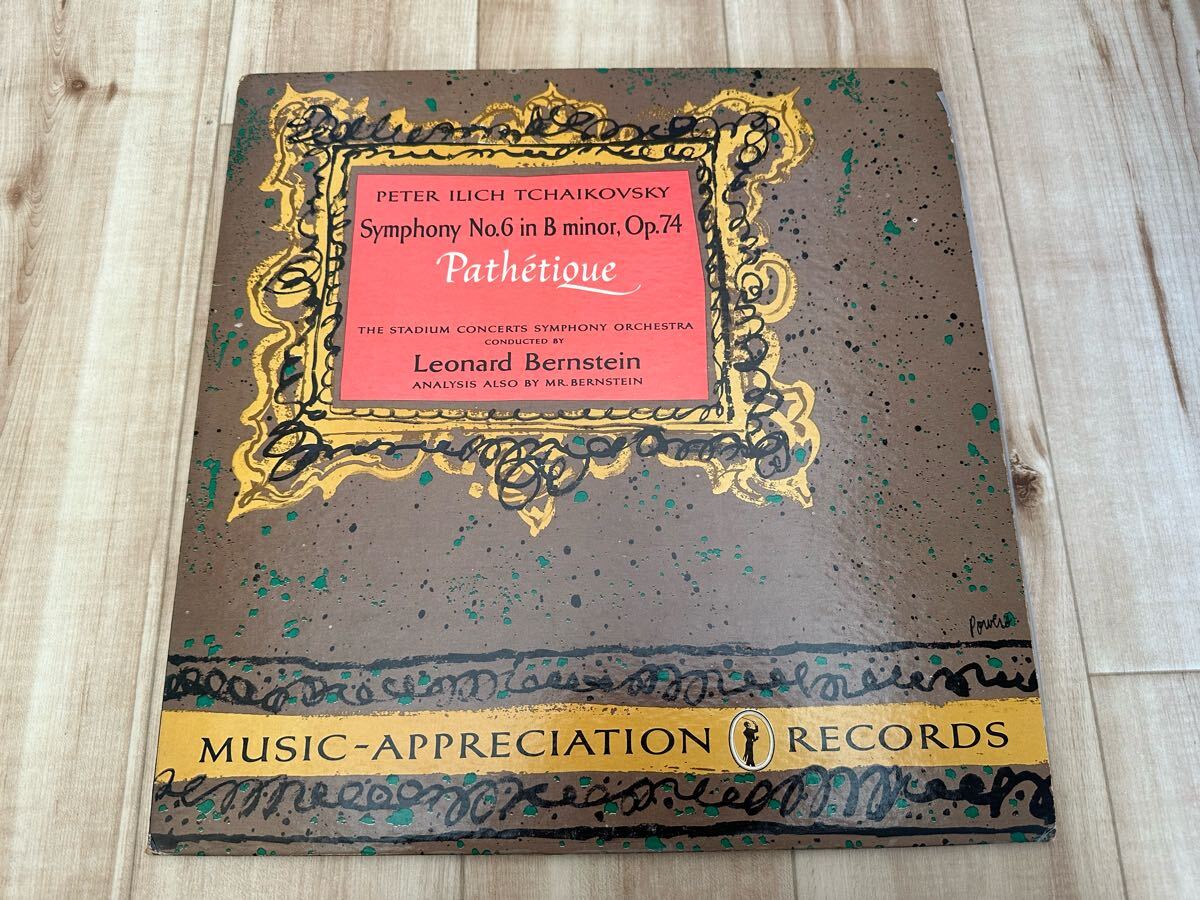 PETER ILICH TCHAIKOVSKY
Symphony No.6 in B minor, Op.74
Pathétique
THE STADIUM CONCERTS SYMPHONY ORCHESTRA
CONDUCTED BY
Leonard Bernstein
ANALYSIS ALSO BY MR. BERNSTEIN
Powers
MUSIC-APPRECIATION RECORDS